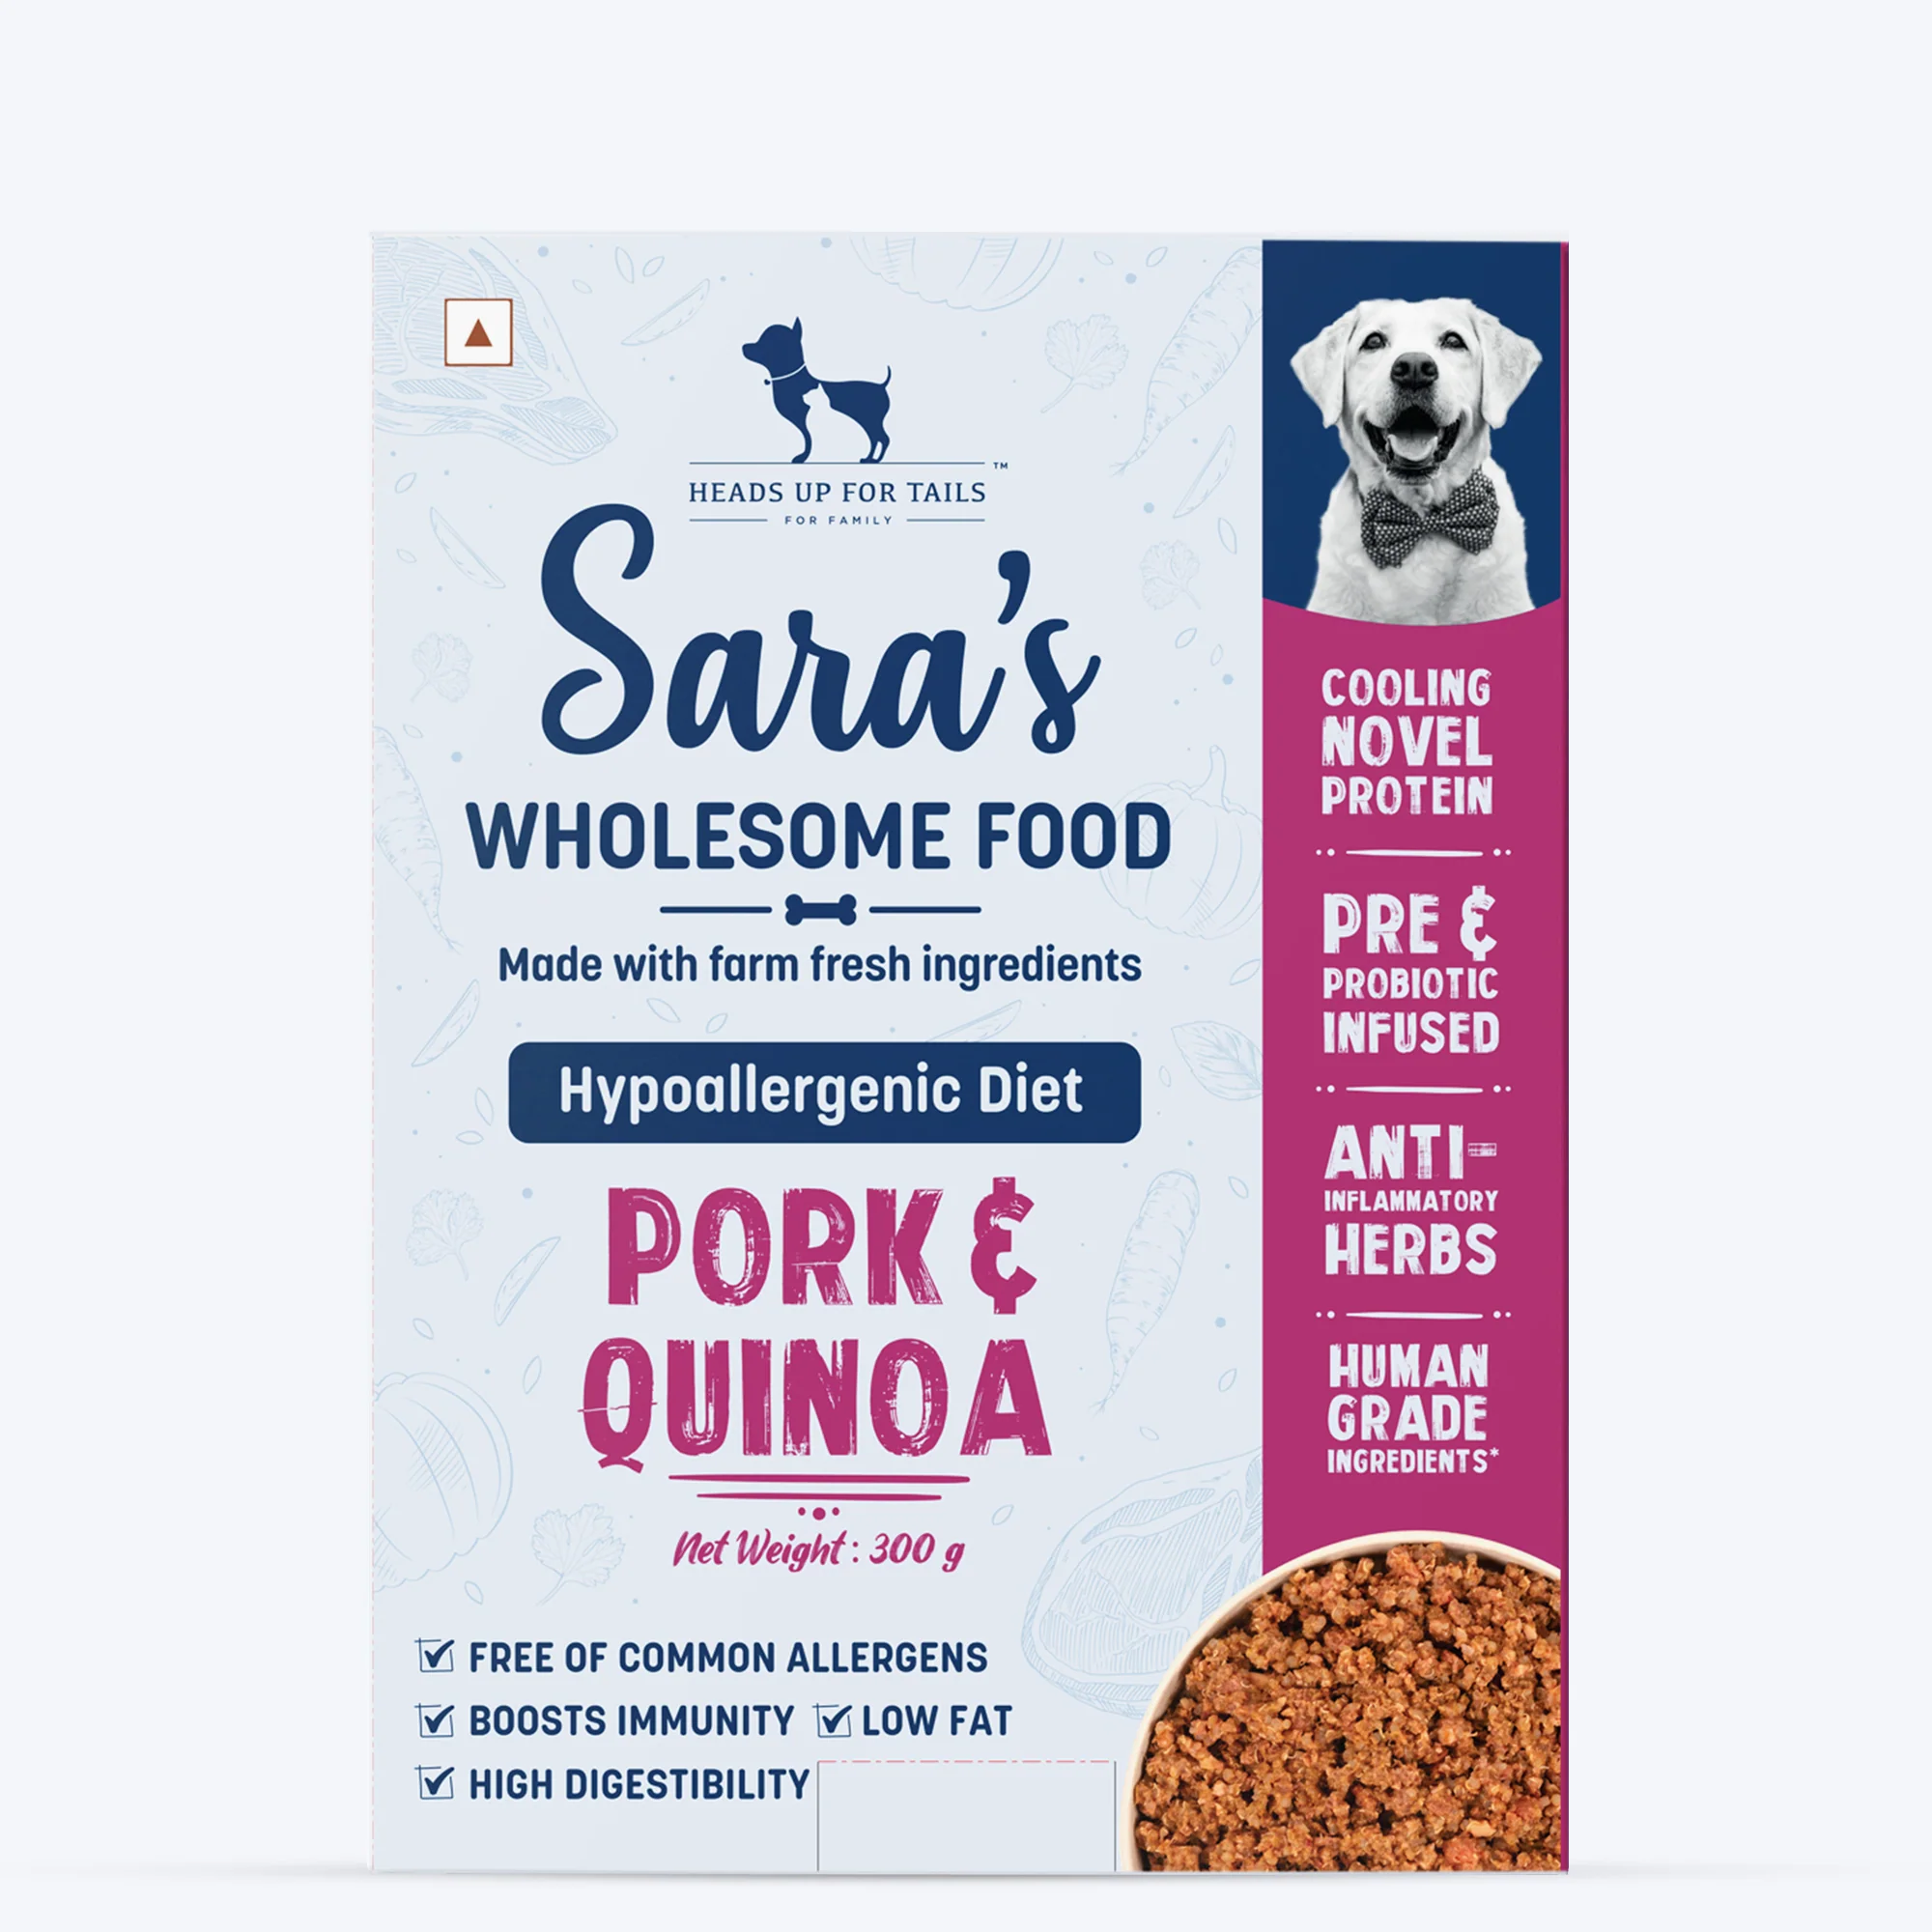 HEADS UP FOR TAILS
™
FOR FAMILY
Sara's
WHOLESOME FOOD
Made with farm fresh ingredients
Hypoallergenic Diet
PORK &
QUINOA
Net Weight : 300 g
FREE OF COMMON ALLERGENS
BOOSTS IMMUNITY LOW FAT
HIGH DIGESTIBILITY
COOLING
NOVEL
PROTEIN
PRE &
PROBIOTIC
INFUSED
ANTI-
INFLAMMATORY
HERBS
HUMAN
GRADE
INGREDIENTS*